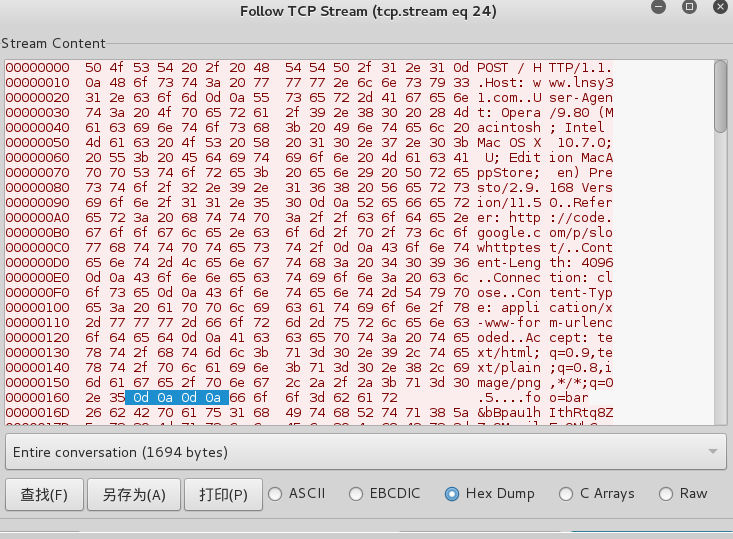 Follow TCP Stream (tcp.stream eq 24)
Stream Content
00000000 50 4f 53 54 20 2f 20 48 54 54 50 2f 31 2e 31 0d POST / H TTP/1.1.
00000010 0a 48 6f 73 74 3a 20 77 77 77 2e 6c 6e 73 79 33 .Host: w ww.lnsy3
00000020 31 2e 63 6f 6d 0d 0a 55 73 65 72 2d 41 67 65 6e 1.com..U ser-Agen
00000030 74 3a 20 4f 70 65 72 61 2f 39 2e 38 30 20 28 4d t: Opera /9.80 (M
00000040 61 63 69 6e 74 6f 73 68 3b 20 49 6e 74 65 6c 20 acintosh ; Intel
00000050 4d 61 63 20 4f 53 20 58 20 31 30 2e 37 2e 30 3b Mac OS X 10.7.0;
00000060 20 55 3b 20 45 64 69 74 69 6f 6e 20 4d 61 63 41 U; Edit ion MacA
00000070 70 70 53 74 6f 72 65 3b 20 65 6e 29 20 50 72 65 ppStore; en) Pre
00000080 73 74 6f 2f 32 2e 39 2e 31 36 38 20 56 65 72 73 sto/2.9. 168 Vers
00000090 69 6f 6e 2f 31 31 2e 35 30 0d 0a 52 65 66 65 72 ion/11.5 0..Refer
000000A0 65 72 3a 20 68 74 74 70 3a 2f 2f 63 6f 64 65 2e er: http ://code.
000000B0 67 6f 6f 67 6c 65 2e 63 6f 6d 2f 70 2f 73 6c 6f google.c om/p/slo
000000C0 77 68 74 74 70 74 65 73 74 2f 0d 0a 43 6f 6e 74 whttptes t/..Cont
000000D0 65 6e 74 2d 4c 65 6e 67 74 68 3a 20 34 30 39 36 ent-Leng th: 4096
000000E0 0d 0a 43 6f 6e 6e 65 63 74 69 6f 6e 3a 20 63 6c ..Connec tion: cl
000000F0 6f 73 65 0d 0a 43 6f 6e 74 65 6e 74 2d 54 79 70 ose..Con tent-Typ
00000100 65 3a 20 61 70 70 6c 69 63 61 74 69 6f 6e 2f 78 e: appli cation/x
00000110 2d 77 77 77 2d 66 6f 72 6d 2d 75 72 6c 65 6e 63 -www-for m-urlenc
00000120 6f 64 65 64 0d 0a 41 63 63 65 70 74 3a 20 74 65 oded..Ac cept: te
00000130 78 74 2f 68 74 6d 6c 3b 71 3d 30 2e 39 2c 74 65 xt/html; q=0.9,te
00000140 78 74 2f 70 6c 61 69 6e 3b 71 3d 30 2e 38 2c 69 xt/plain ;q=0.8,i
00000150 6d 61 67 65 2f 70 6e 67 2c 2a 2f 2a 3b 71 3d 30 mage/png ,*/*;q=0
00000160 2e 35 0d 0a 0d 0a 66 6f 6f 3d 62 61 72 .5....fo o=bar
0000016D 26 62 42 70 61 75 31 68 49 74 68 52 74 71 38 5a &bBpau1h IthRtq8Z
Entire conversation (1694 bytes)
查找(F) 另存为(A) 打印(P) ASCII EBCDIC Hex Dump C Arrays Raw